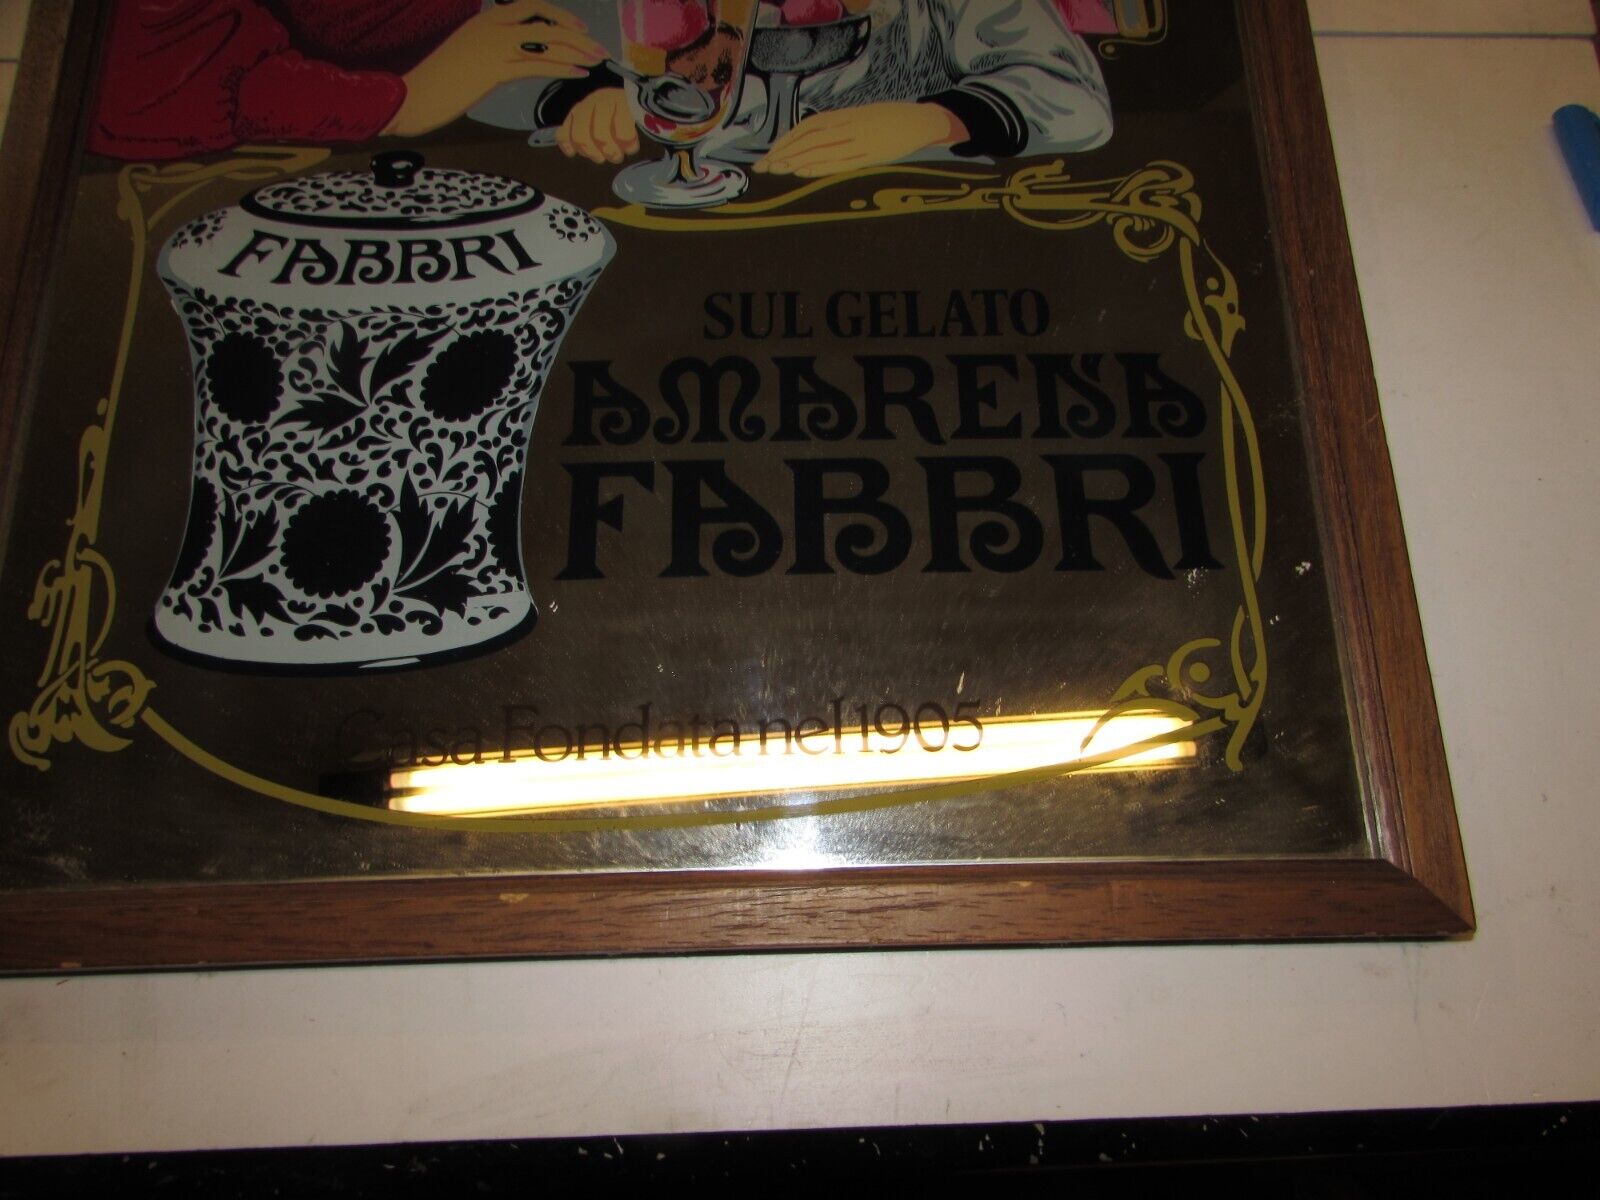 FABBRI
SUL GELATO
AMARENA
FABBRI
Casa Fondata nel 1905